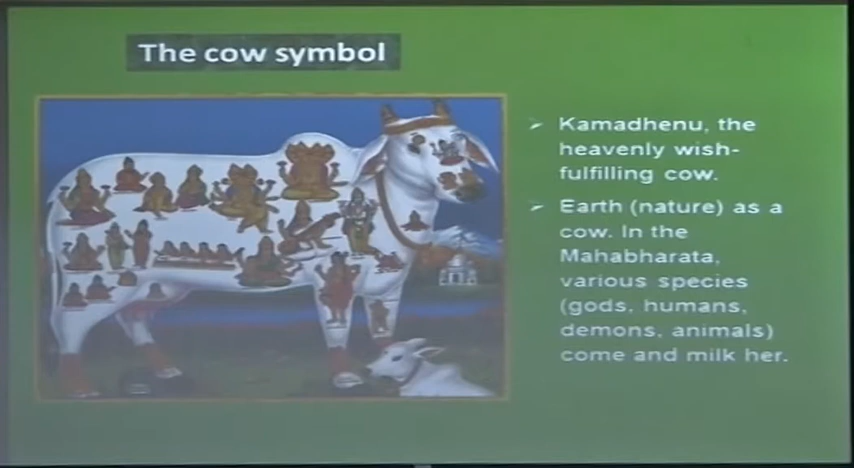 The cow symbol
Kamadhenu, the
heavenly wish-
fulfilling cow.
Earth (nature) as a
cow. In the
Mahabharata,
various species
(gods, humans,
demons, animals)
come and milk her.